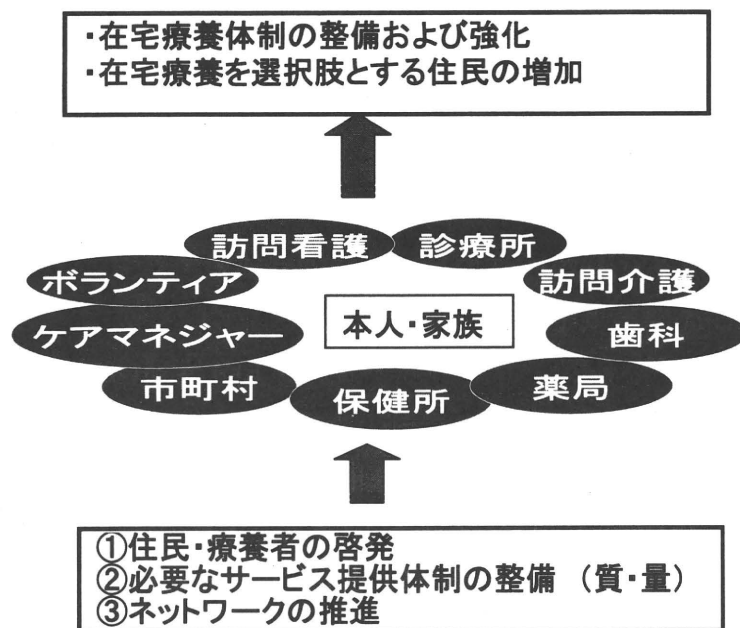 ・在宅療養体制の整備および強化
・在宅療養を選択肢とする住民の増加
訪問看護
診療所
ボランティア
訪問介護
ケアマネジャー
本人・家族
歯科
市町村
保健所
薬局
①住民・療養者の啓発
②必要なサービス提供体制の整備 （質・量）
③ネットワークの推進